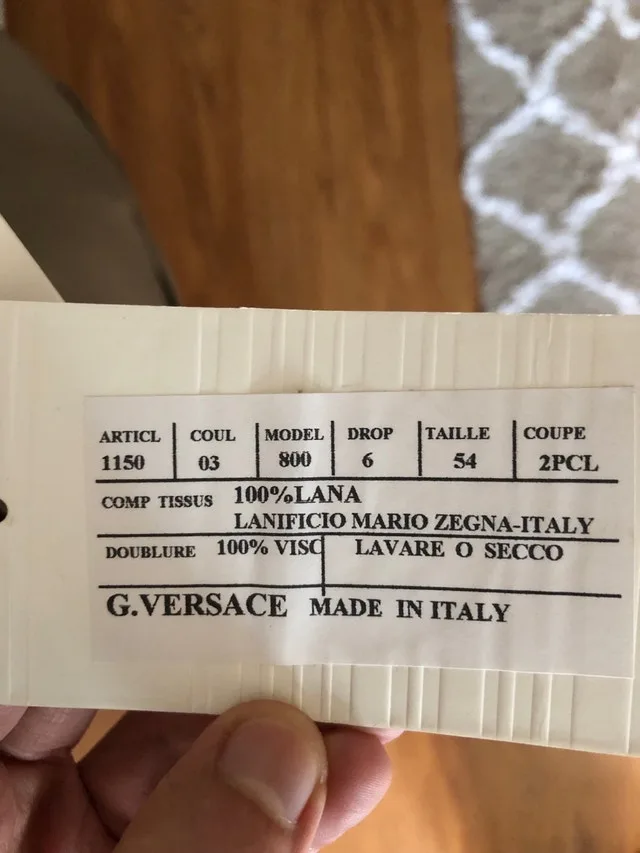 ARTICL COUL MODEL DROP TAILLE COUPE
1150 03 800 6 54 2PCL
COMP TISSUS 100%LANA
LANIFICIO MARIO ZEGNA-ITALY
DOUBLURE 100% VISC LAVARE O SECCO
G.VERSACE MADE IN ITALY